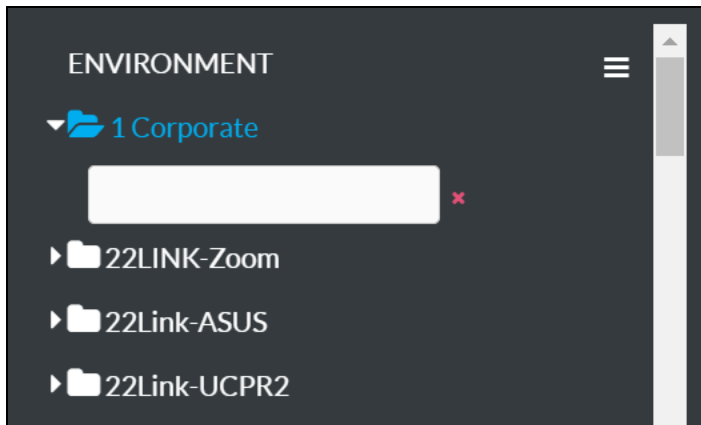 ENVIRONMENT
1 Corporate
22LINK-Zoom
22Link-ASUS
22Link-UCPR2